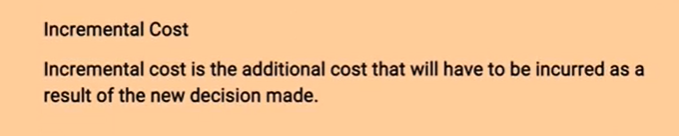 Incremental Cost
Incremental cost is the additional cost that will have to be incurred as a
result of the new decision made.